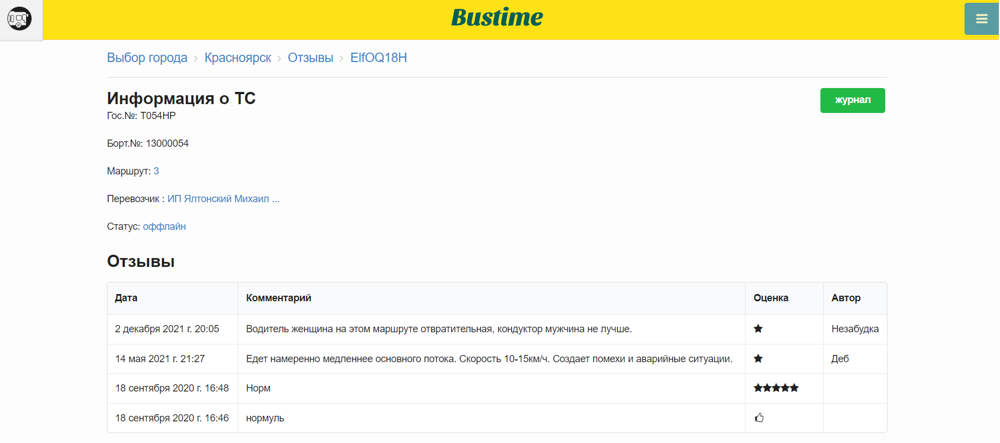 Bustime
Выбор города › Красноярск › Отзывы › ElfOQ18H
Информация о ТС
журнал
Гос.№: Т054НР
Борт.№: 13000054
Маршрут: 3
Перевозчик : ИП Ялтонский Михаил ...
Статус: оффлайн
Отзывы
Дата Комментарий Оценка Автор
2 декабря 2021 г. 20:05 Водитель женщина на этом маршруте отвратительная, кондуктор мужчина не лучше. Незабудка
14 мая 2021 г. 21:27 Едет намеренно медленнее основного потока. Скорость 10-15км/ч. Создает помехи и аварийные ситуации. Деб
18 сентября 2020 г. 16:48 Норм
18 сентября 2020 г. 16:46 нормуль